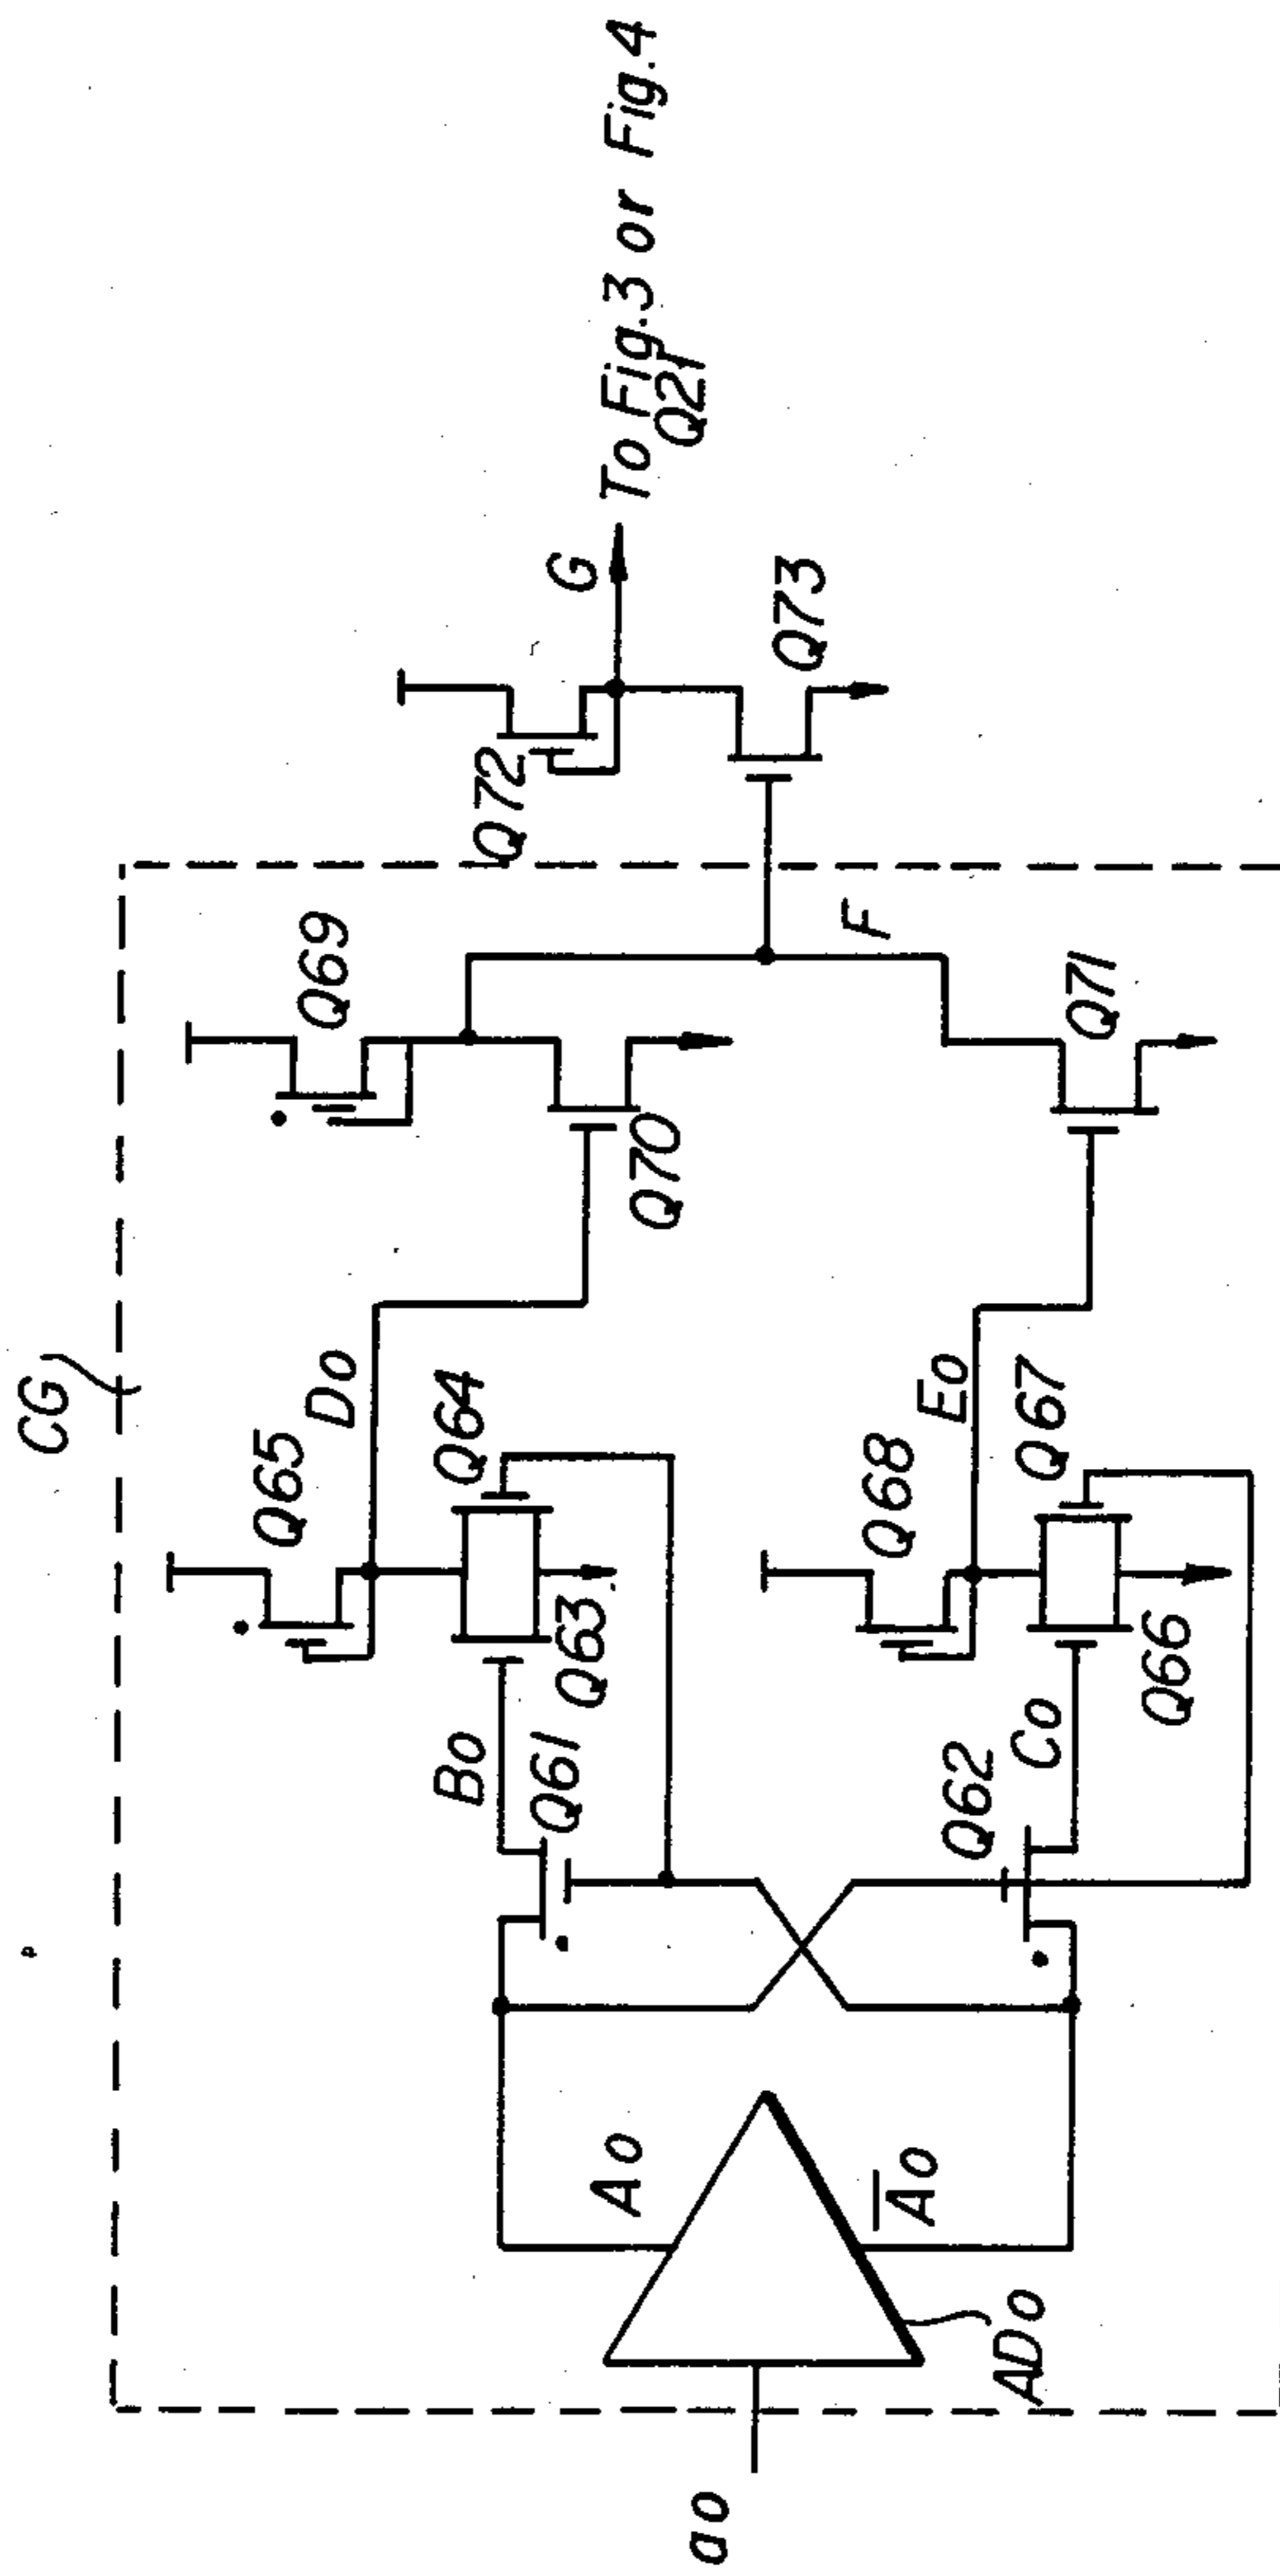 CG
Q65
Do
Q69
Q64
Bo
Q63
Q61
Q70
Q72
G
To Fig.3 or Fig.4
Q21
Q73
F
Ao
Āo
ADo
ao
Q68
Eo
Q67
Q62
Co
Q66
Q71